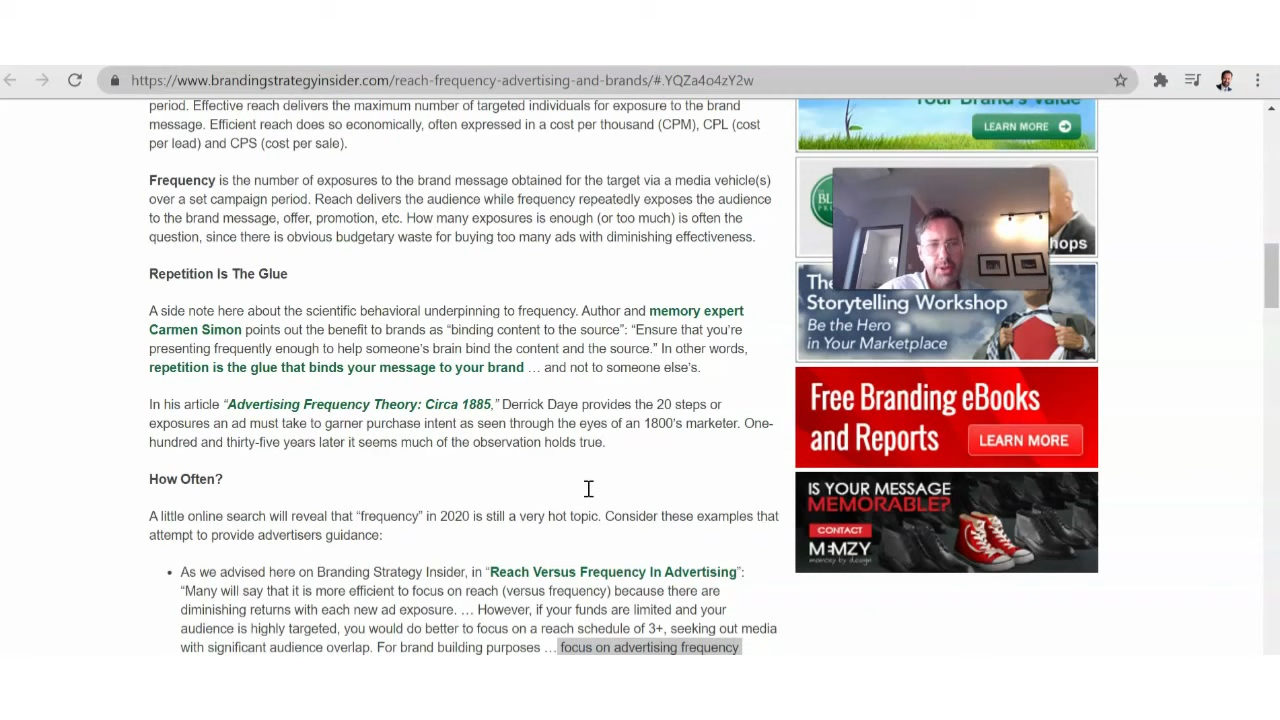 https://www.brandingstrategyinsider.com/reach-frequency-advertising-and-brands/#.YQZa4o4zY2w
period. Effective reach delivers the maximum number of targeted individuals for exposure to the brand
message. Efficient reach does so economically, often expressed in a cost per thousand (CPM), CPL (cost
per lead) and CPS (cost per sale).
Frequency is the number of exposures to the brand message obtained for the target via a media vehicle(s)
over a set campaign period. Reach delivers the audience while frequency repeatedly exposes the audience
to the brand message, offer, promotion, etc. How many exposures is enough (or too much) is often the
question, since there is obvious budgetary waste for buying too many ads with diminishing effectiveness.
Repetition Is The Glue
A side note here about the scientific behavioral underpinning to frequency. Author and memory expert
Carmen Simon points out the benefit to brands as “binding content to the source”: “Ensure that you’re
presenting frequently enough to help someone’s brain bind the content and the source.” In other words,
repetition is the glue that binds your message to your brand … and not to someone else’s.
In his article “Advertising Frequency Theory: Circa 1885,” Derrick Daye provides the 20 steps or
exposures an ad must take to garner purchase intent as seen through the eyes of an 1800’s marketer. One-
hundred and thirty-five years later it seems much of the observation holds true.
How Often?
A little online search will reveal that “frequency” in 2020 is still a very hot topic. Consider these examples that
attempt to provide advertisers guidance:
• As we advised here on Branding Strategy Insider, in “Reach Versus Frequency In Advertising”:
“Many will say that it is more efficient to focus on reach (versus frequency) because there are
diminishing returns with each new ad exposure. … However, if your funds are limited and your
audience is highly targeted, you would do better to focus on a reach schedule of 3+, seeking out media
with significant audience overlap. For brand building purposes … focus on advertising frequency
Your Brand's Value
LEARN MORE
hops
The
Storytelling Workshop
Be the Hero
in Your Marketplace
Free Branding eBooks
and Reports
LEARN MORE
IS YOUR MESSAGE
MEMORABLE?
CONTACT
MEMZY
memory by design